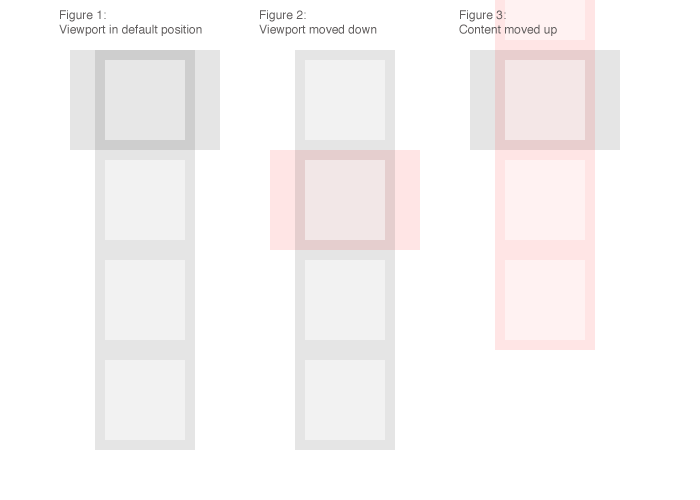 Figure 1:
Viewport in default position
Figure 2:
Viewport moved down
Figure 3:
Content moved up